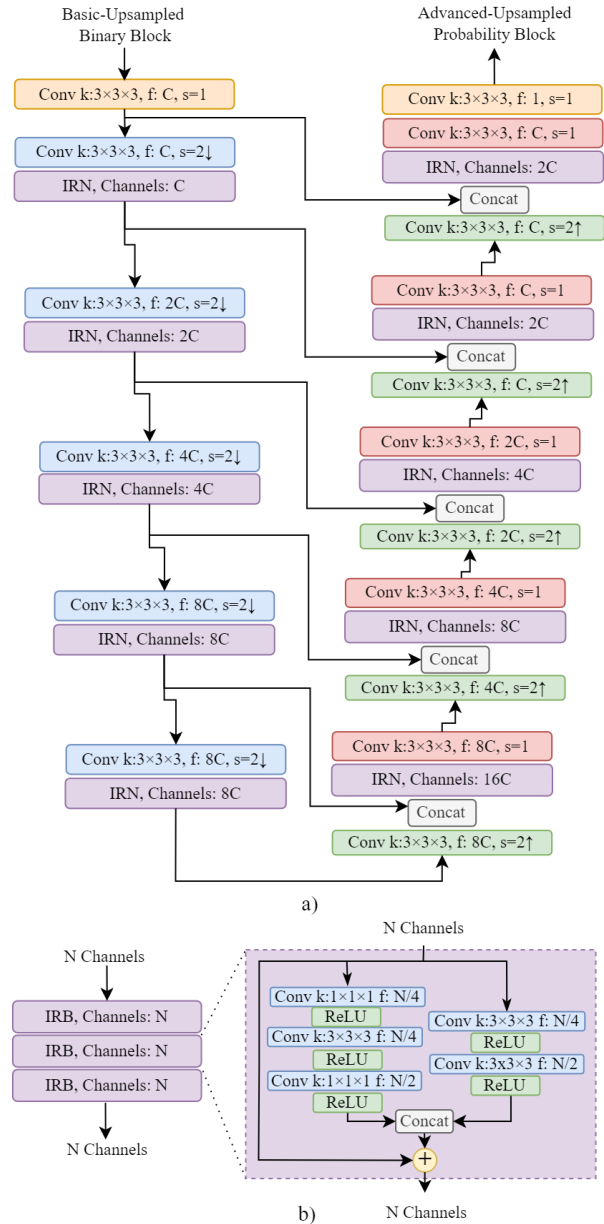 Basic-Upsampled
Binary Block
Conv k:3×3×3, f: C, s=1
Conv k:3×3×3, f: C, s=2↓
IRN, Channels: C
Conv k:3×3×3, f: 2C, s=2↓
IRN, Channels: 2C
Conv k:3×3×3, f: 4C, s=2↓
IRN, Channels: 4C
Conv k:3×3×3, f: 8C, s=2↓
IRN, Channels: 8C
Conv k:3×3×3, f: 8C, s=2↓
IRN, Channels: 8C
Advanced-Upsampled
Probability Block
Conv k:3×3×3, f: 1, s=1
Conv k:3×3×3, f: C, s=1
IRN, Channels: 2C
Concat
Conv k:3×3×3, f: C, s=2↑
Conv k:3×3×3, f: C, s=1
IRN, Channels: 2C
Concat
Conv k:3×3×3, f: C, s=2↑
Conv k:3×3×3, f: 2C, s=1
IRN, Channels: 4C
Concat
Conv k:3×3×3, f: 2C, s=2↑
Conv k:3×3×3, f: 4C, s=1
IRN, Channels: 8C
Concat
Conv k:3×3×3, f: 4C, s=2↑
Conv k:3×3×3, f: 8C, s=1
IRN, Channels: 16C
Concat
Conv k:3×3×3, f: 8C, s=2↑
a)
N Channels
IRB, Channels: N
IRB, Channels: N
IRB, Channels: N
N Channels
N Channels
Conv k:1×1×1 f: N/4
ReLU
Conv k:3×3×3 f: N/4
ReLU
Conv k:1×1×1 f: N/2
ReLU
Conv k:3×3×3 f: N/4
ReLU
Conv k:3x3×3 f: N/2
ReLU
Concat
+
N Channels
b)